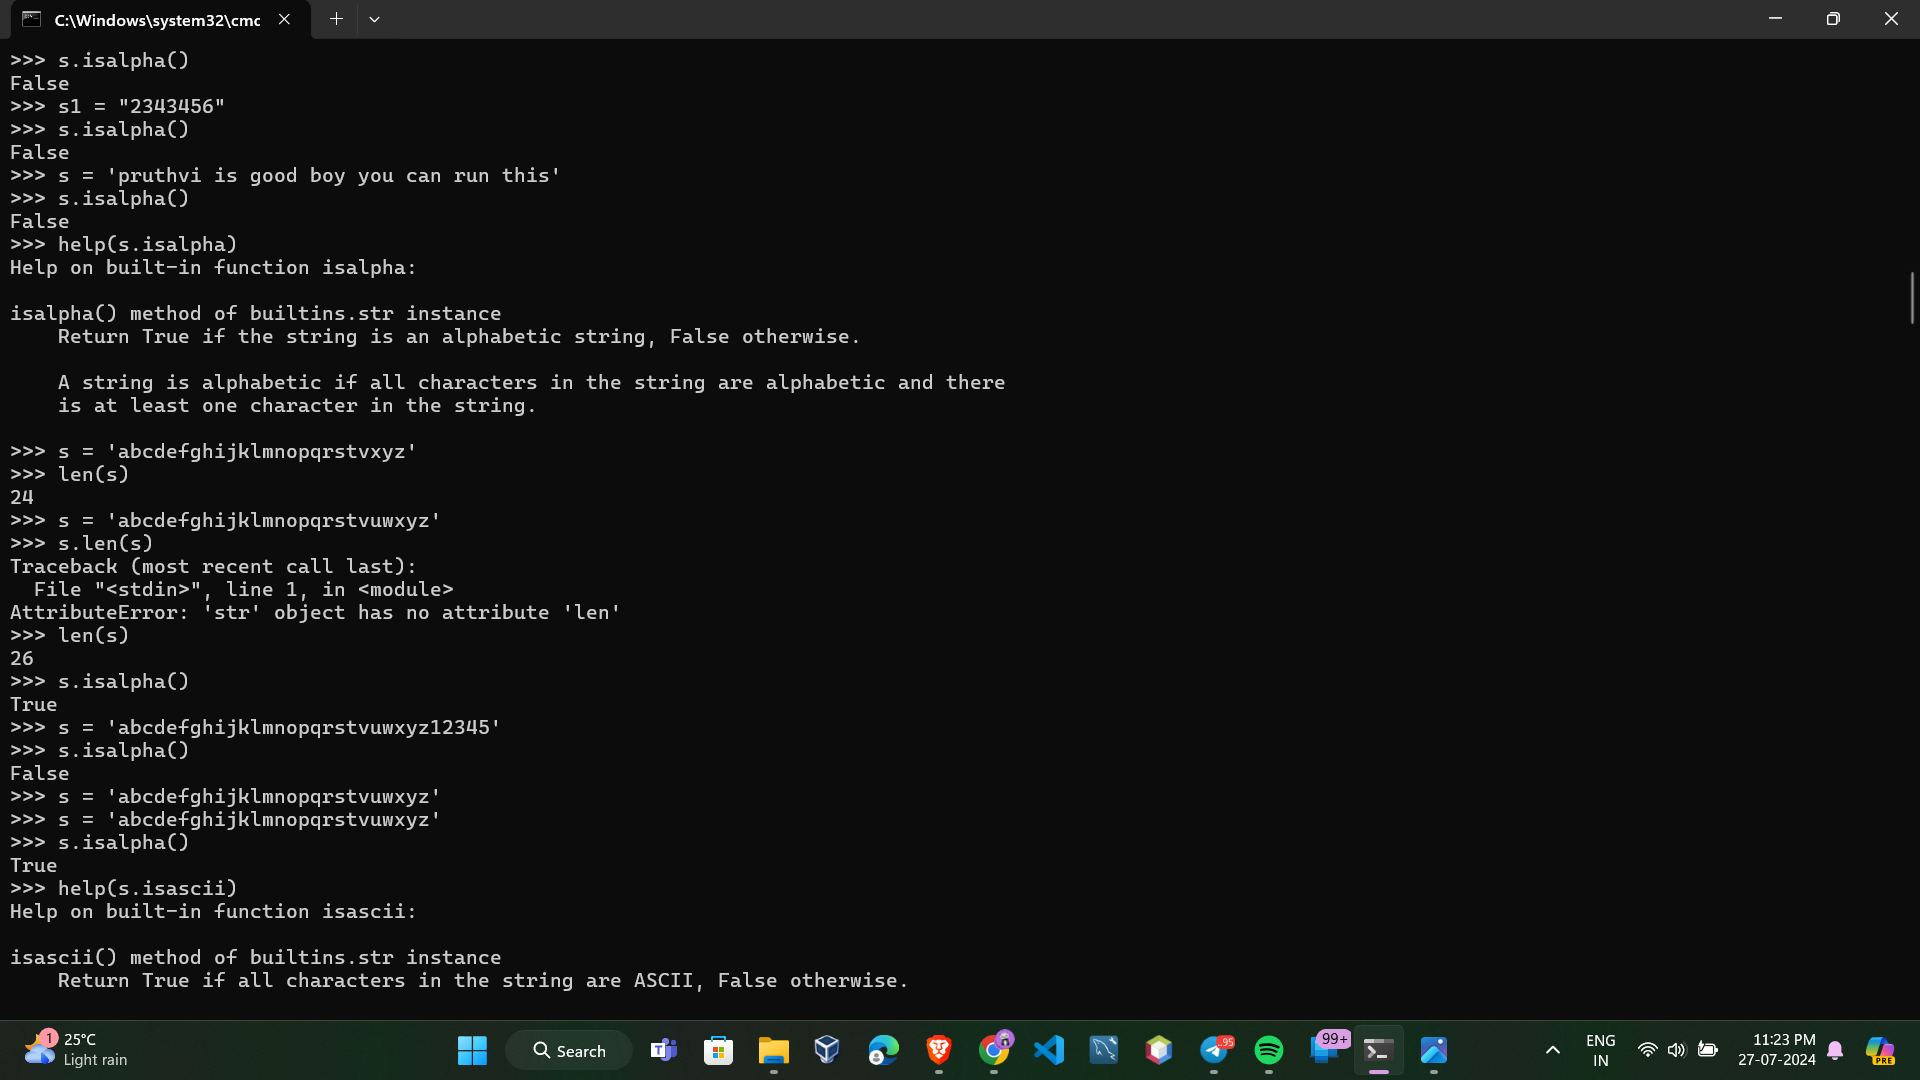 C:\Windows\system32\cmc
>>> s.isalpha()
False
>>> s1 = "2343456"
>>> s.isalpha()
False
>>> s = 'pruthvi is good boy you can run this'
>>> s.isalpha()
False
>>> help(s.isalpha)
Help on built-in function isalpha:
isalpha() method of builtins.str instance
    Return True if the string is an alphabetic string, False otherwise.
    A string is alphabetic if all characters in the string are alphabetic and there
    is at least one character in the string.
>>> s = 'abcdefghijklmnopqrstvxyz'
>>> len(s)
24
>>> s = 'abcdefghijklmnopqrstvuwxyz'
>>> s.len(s)
Traceback (most recent call last):
  File "<stdin>", line 1, in <module>
AttributeError: 'str' object has no attribute 'len'
>>> len(s)
26
>>> s.isalpha()
True
>>> s = 'abcdefghijklmnopqrstvuwxyz12345'
>>> s.isalpha()
False
>>> s = 'abcdefghijklmnopqrstvuwxyz'
>>> s = 'abcdefghijklmnopqrstvuwxyz'
>>> s.isalpha()
True
>>> help(s.isascii)
Help on built-in function isascii:
isascii() method of builtins.str instance
    Return True if all characters in the string are ASCII, False otherwise.
1
25°C
Light rain
Search
T
..95
99+
ENG
IN
11:23 PM
27-07-2024
PRE